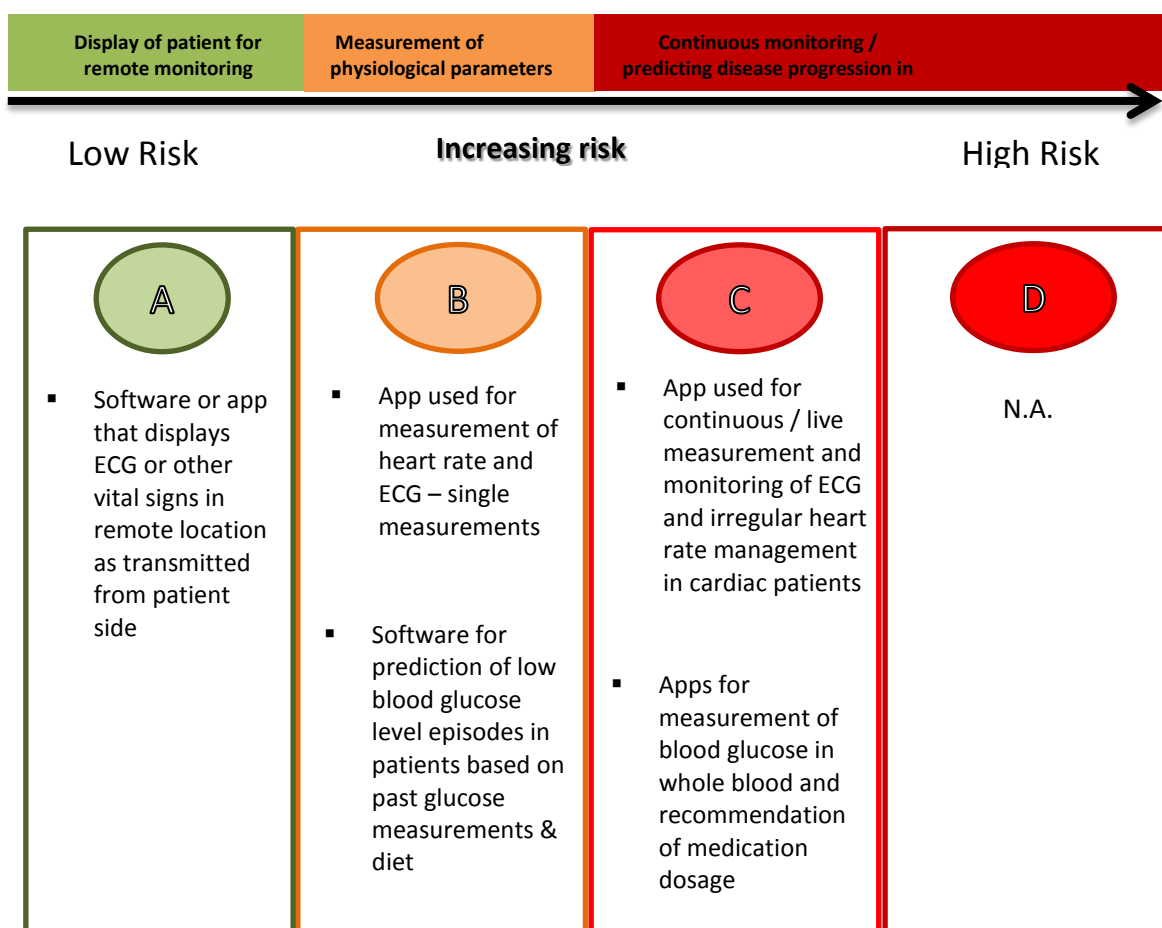 Display of patient for
remote monitoring
Measurement of
physiological parameters
Continuous monitoring /
predicting disease progression in
Low Risk
Increasing risk
High Risk
A
▪ Software or app
that displays
ECG or other
vital signs in
remote location
as transmitted
from patient
side
B
▪ App used for
measurement of
heart rate and
ECG – single
measurements
▪ Software for
prediction of low
blood glucose
level episodes in
patients based on
past glucose
measurements &
diet
C
▪ App used for
continuous / live
measurement and
monitoring of ECG
and irregular heart
rate management
in cardiac patients
▪ Apps for
measurement of
blood glucose in
whole blood and
recommendation
of medication
dosage
D
N.A.